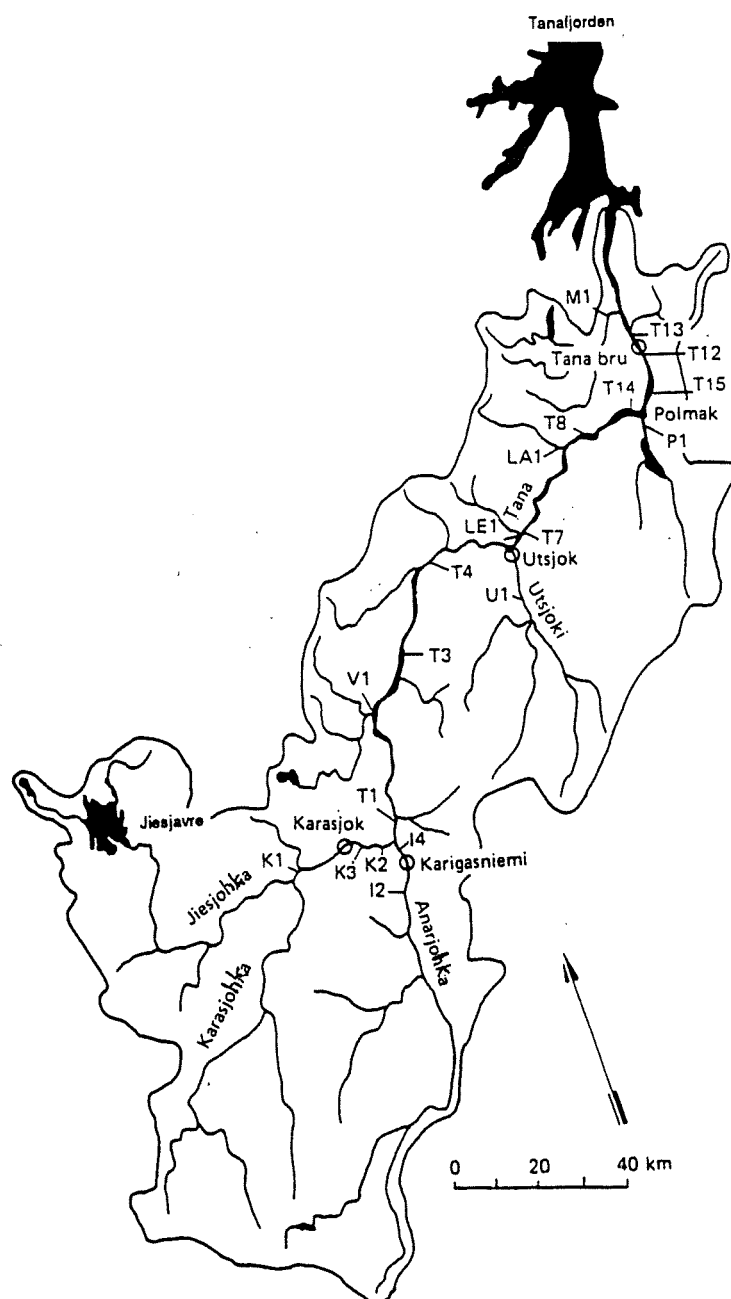 Tanafjorden
M1
T13
Tana bru
T12
T15
T14
Polmak
T8
P1
LA1
Tana
LE1
T7
Utsjok
T4
U1
Utsjoki
T3
V1
T1
Jiesjavre
Karasjok
I4
K1
K3
K2
Karigasniemi
I2
Jiesjohka
Anarjohka
Karasjohka
0 20 40 km